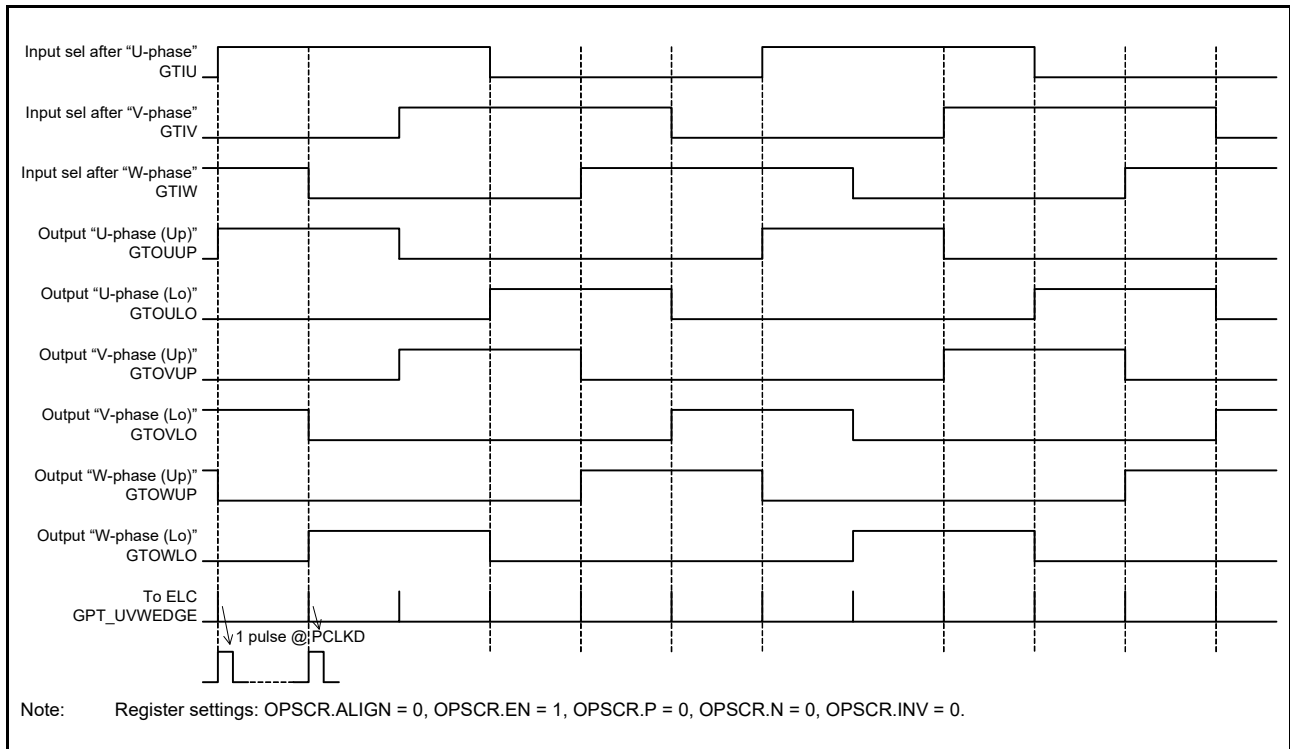 Input sel after “U-phase”
GTIU
Input sel after “V-phase”
GTIV
Input sel after “W-phase”
GTIW
Output “U-phase (Up)”
GTOUUP
Output “U-phase (Lo)”
GTOULO
Output “V-phase (Up)”
GTOVUP
Output “V-phase (Lo)”
GTOVLO
Output “W-phase (Up)”
GTOWUP
Output “W-phase (Lo)”
GTOWLO
To ELC
GPT_UVWEDGE
1 pulse @ PCLKD
Note: Register settings: OPSCR.ALIGN = 0, OPSCR.EN = 1, OPSCR.P = 0, OPSCR.N = 0, OPSCR.INV = 0.